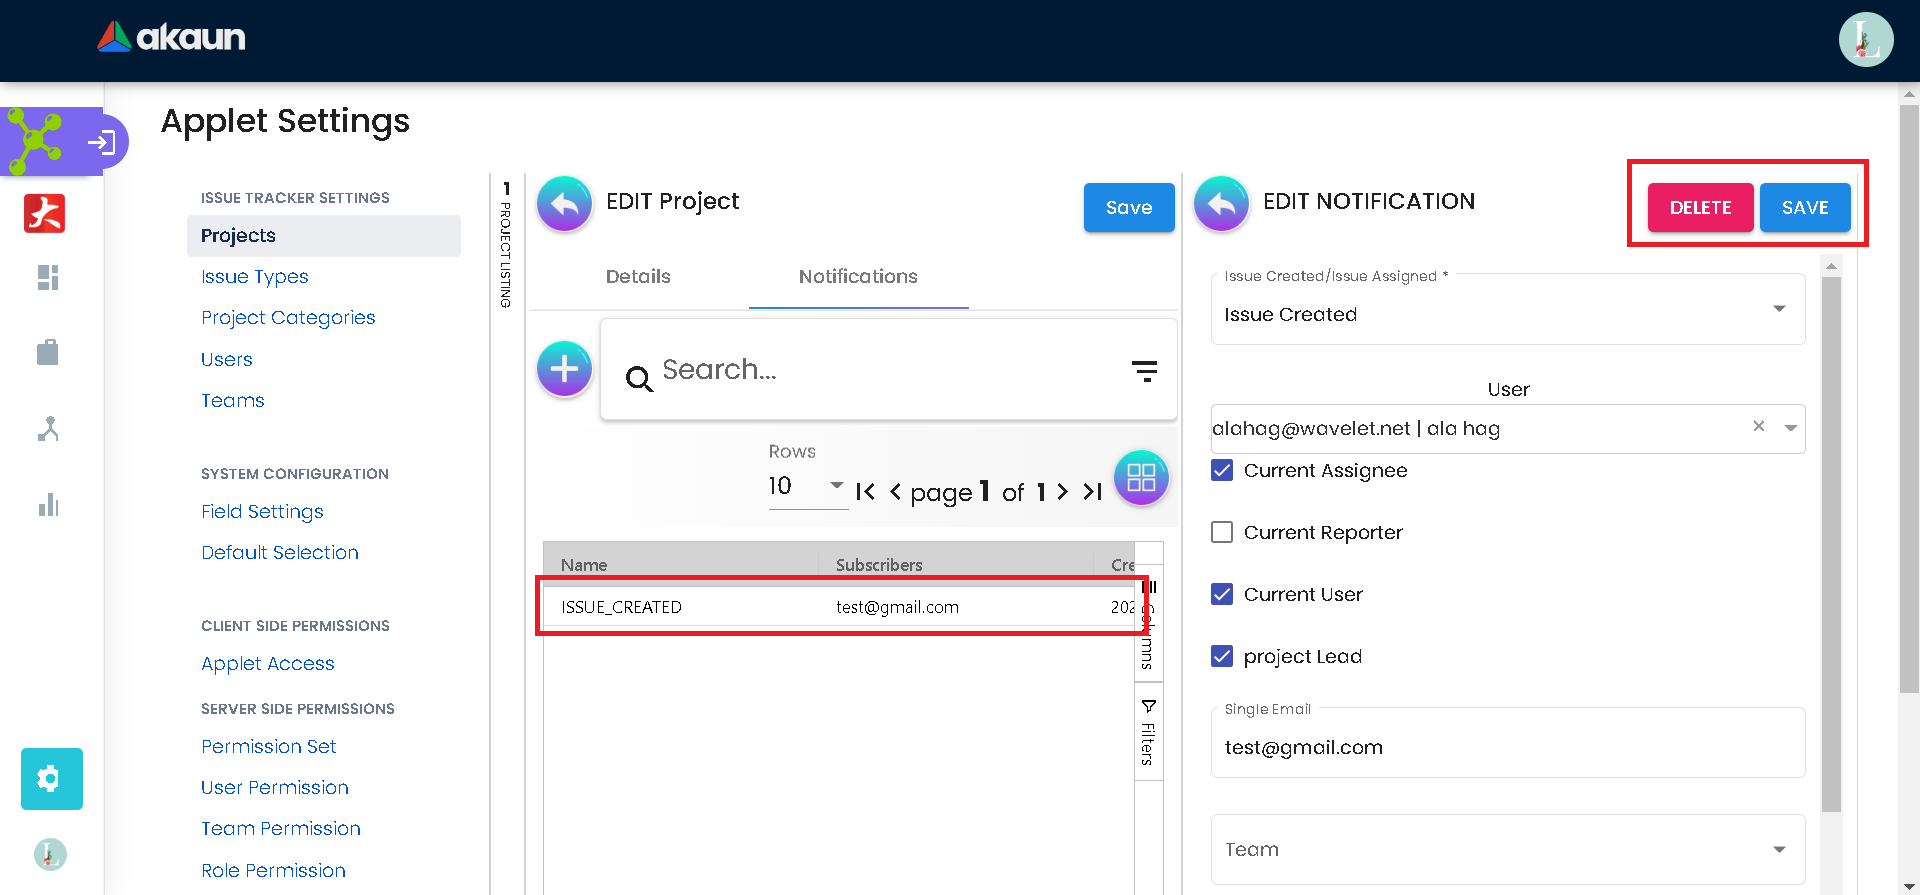 akaun
L
Applet Settings
ISSUE TRACKER SETTINGS
Projects
Issue Types
Project Categories
Users
Teams
SYSTEM CONFIGURATION
Field Settings
Default Selection
CLIENT SIDE PERMISSIONS
Applet Access
SERVER SIDE PERMISSIONS
Permission Set
User Permission
Team Permission
Role Permission
1 PROJECT LISTING
EDIT Project
Save
Details
Notifications
Search...
Rows
10
page 1 of 1
Name Subscribers Cre
ISSUE_CREATED test@gmail.com 202
Columns
Filters
EDIT NOTIFICATION
DELETE
SAVE
Issue Created/Issue Assigned *
Issue Created
User
alahag@wavelet.net | ala hag
Current Assignee
Current Reporter
Current User
project Lead
Single Email
test@gmail.com
Team
L